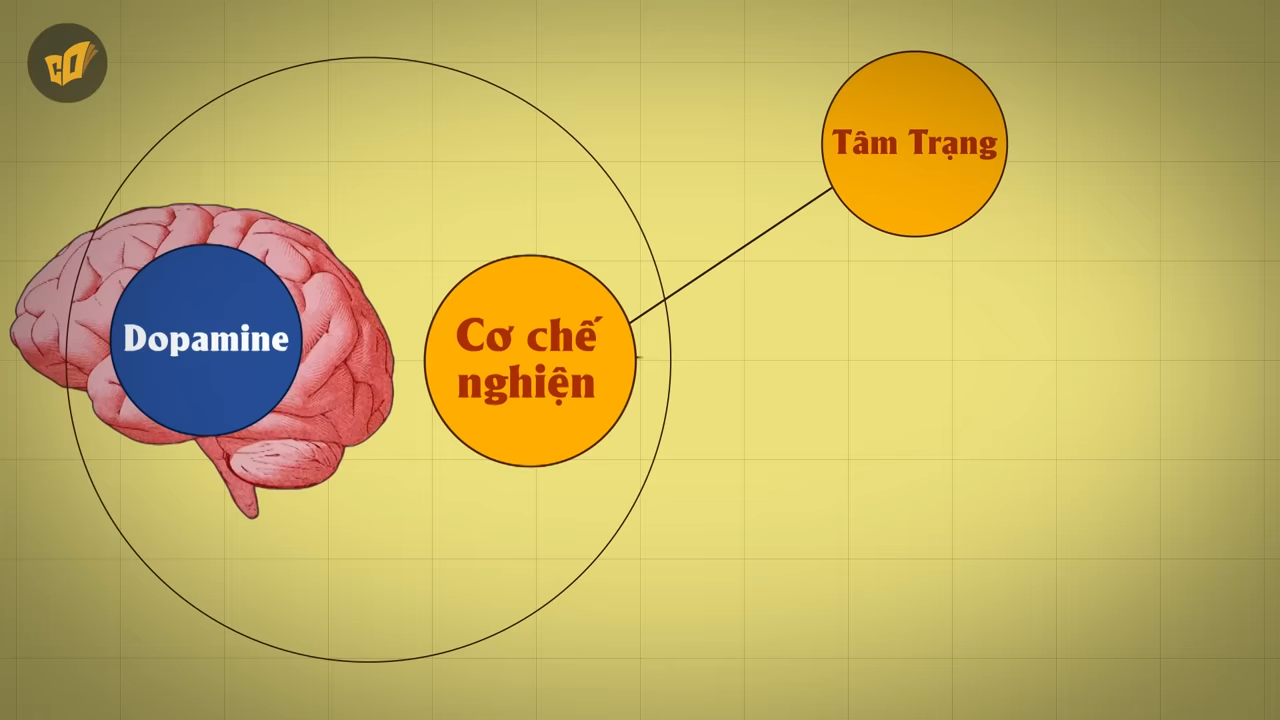 Tâm Trạng
Dopamine
Cơ chế
nghiện